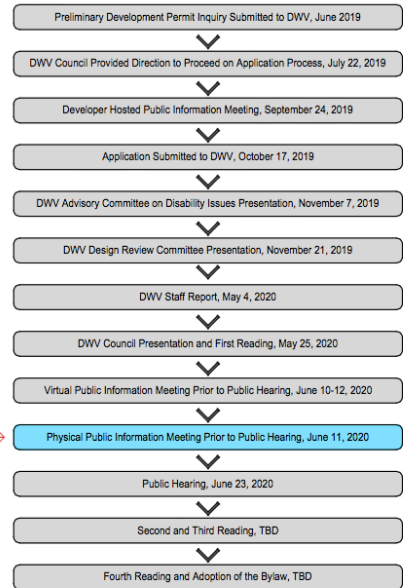 Preliminary Development Permit Inquiry Submitted to DWV, June 2019
DWV Council Provided Direction to Proceed on Application Process, July 22, 2019
Developer Hosted Public Information Meeting, September 24, 2019
Application Submitted to DWV, October 17, 2019
DWV Advisory Committee on Disability Issues Presentation, November 7, 2019
DWV Design Review Committee Presentation, November 21, 2019
DWV Staff Report, May 4, 2020
DWV Council Presentation and First Reading, May 25, 2020
Virtual Public Information Meeting Prior to Public Hearing, June 10-12, 2020
Physical Public Information Meeting Prior to Public Hearing, June 11, 2020
Public Hearing, June 23, 2020
Second and Third Reading, TBD
Fourth Reading and Adoption of the Bylaw, TBD